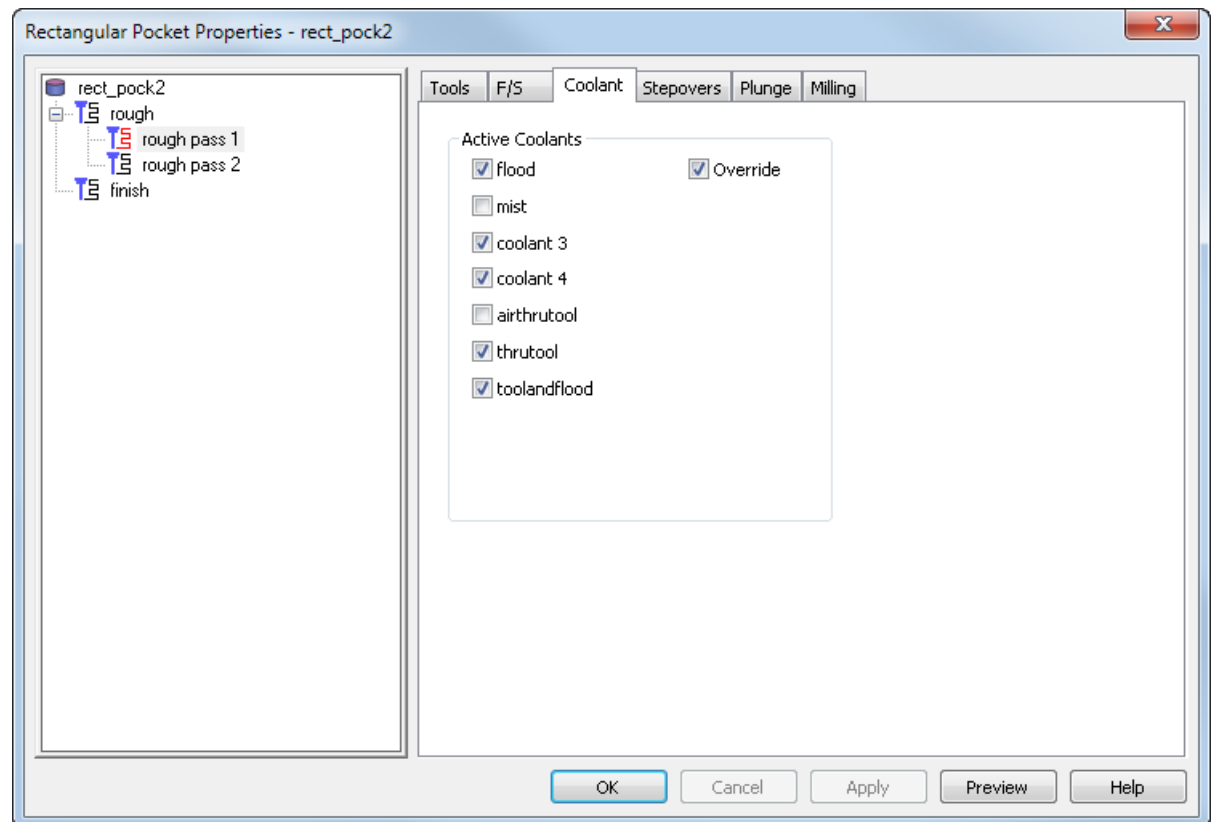 Rectangular Pocket Properties - rect_pock2
rect_pock2
rough
rough pass 1
rough pass 2
finish
Tools F/S Coolant Stepovers Plunge Milling
Active Coolants
flood Override
mist
coolant 3
coolant 4
airthrutool
thrutool
toolandflood
OK Cancel Apply Preview Help